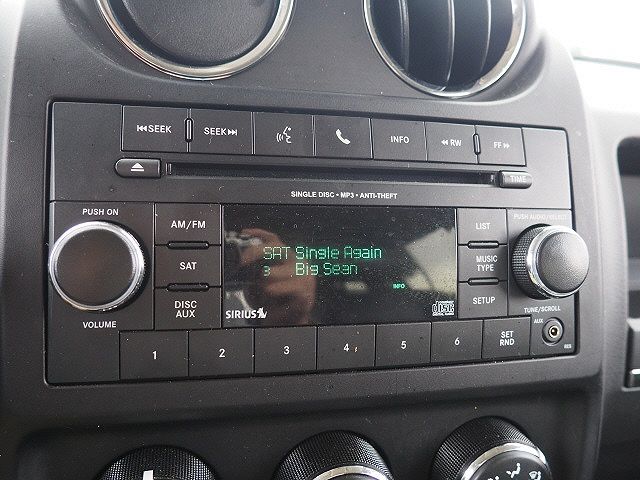 SEEK SEEK INFO RW FF
TIME
SINGLE DISC • MP3 • ANTI-THEFT
PUSH ON
VOLUME
AM/FM
SAT
DISC
AUX
SAT Single Again
3 Big Sean
INFO
SIRIUS
LIST
MUSIC
TYPE
SETUP
PUSH AUDIO/SELECT
TUNE/SCROLL
AUX
1 2 3 4 5 6 SET
RND